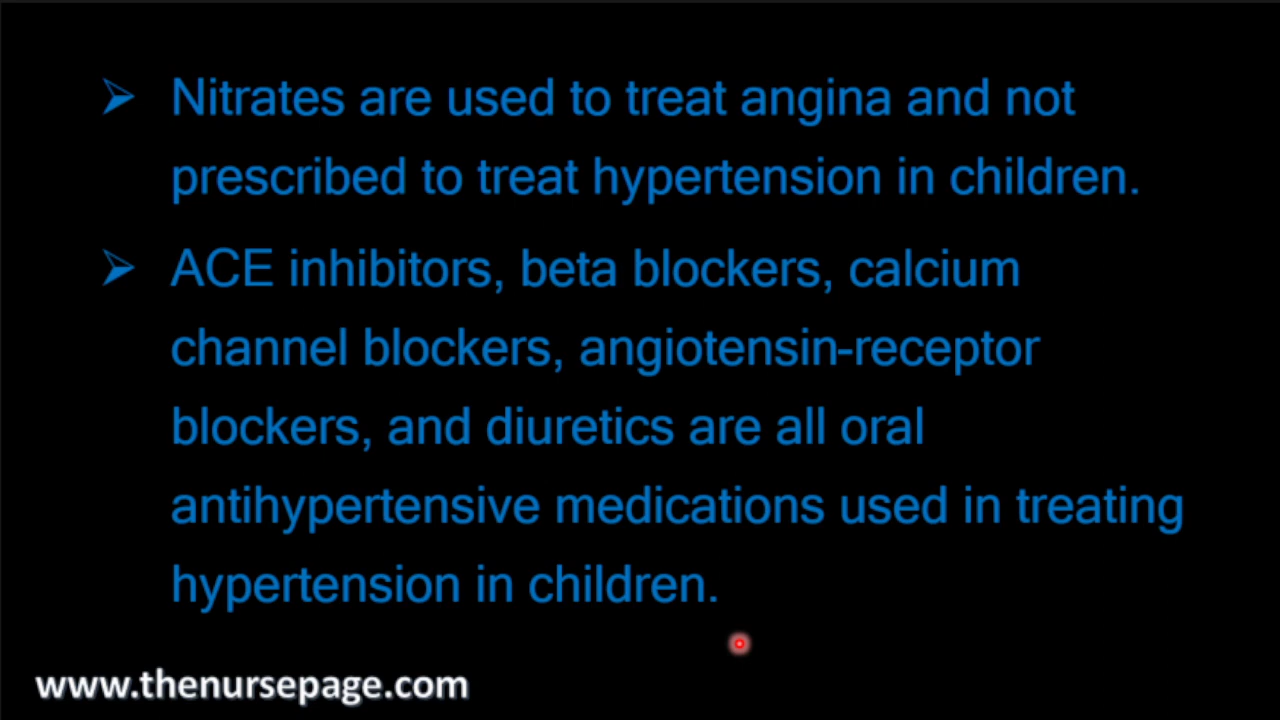 Nitrates are used to treat angina and not
prescribed to treat hypertension in children.
ACE inhibitors, beta blockers, calcium
channel blockers, angiotensin-receptor
blockers, and diuretics are all oral
antihypertensive medications used in treating
hypertension in children.
www.thenursepage.com